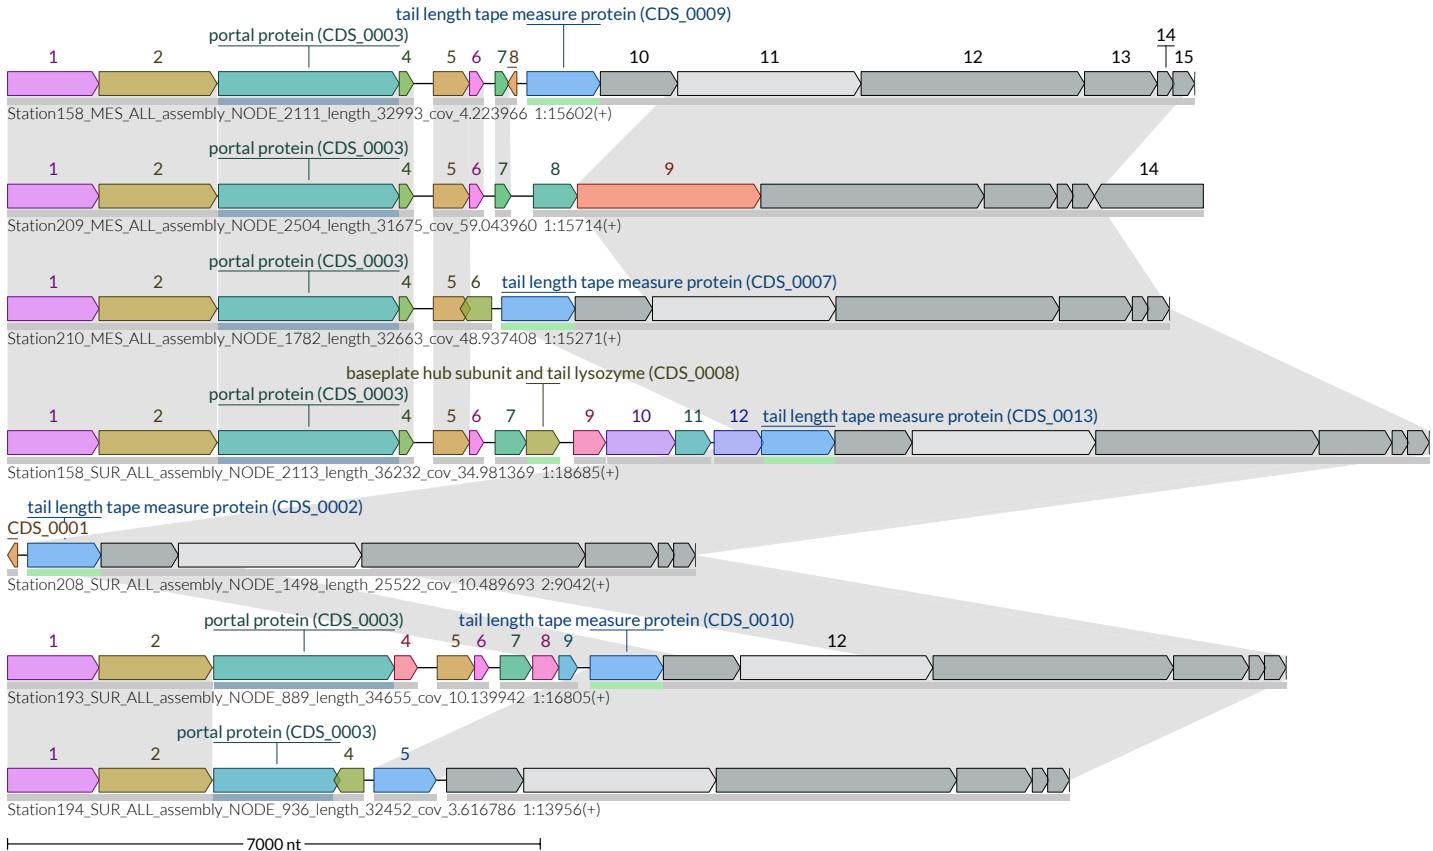 tail length tape measure protein (CDS_0009)
portal protein (CDS_0003)
14
1 2 4 5 6 7 8 10 11 12 13 15
Station158_MES_ALL_assembly_NODE_2111_length_32993_cov_4.223966 1:15602(+)
portal protein (CDS_0003)
1 2 4 5 6 7 8 9 14
Station209_MES_ALL_assembly_NODE_2504_length_31675_cov_59.043960 1:15714(+)
portal protein (CDS_0003)
1 2 4 5 6 tail length tape measure protein (CDS_0007)
Station210_MES_ALL_assembly_NODE_1782_length_32663_cov_48.937408 1:15271(+)
baseplate hub subunit and tail lysozyme (CDS_0008)
portal protein (CDS_0003)
1 2 4 5 6 7 9 10 11 12 tail length tape measure protein (CDS_0013)
Station158_SUR_ALL_assembly_NODE_2113_length_36232_cov_34.981369 1:18685(+)
tail length tape measure protein (CDS_0002)
CDS_0001
Station208_SUR_ALL_assembly_NODE_1498_length_25522_cov_10.489693 2:9042(+)
portal protein (CDS_0003) tail length tape measure protein (CDS_0010)
1 2 4 5 6 7 8 9 12
Station193_SUR_ALL_assembly_NODE_889_length_34655_cov_10.139942 1:16805(+)
portal protein (CDS_0003)
1 2 4 5
Station194_SUR_ALL_assembly_NODE_936_length_32452_cov_3.616786 1:13956(+)
7000 nt